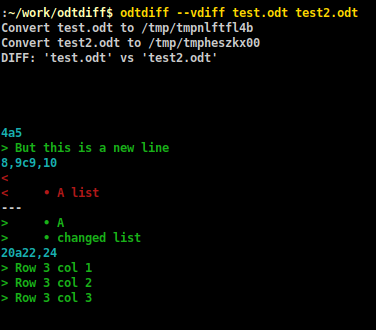 :~/work/odtdiff$ odtdiff --vdiff test.odt test2.odt
Convert test.odt to /tmp/tmpnlftfl4b
Convert test2.odt to /tmp/tmpheszkx00
DIFF: 'test.odt' vs 'test2.odt'
4a5
> But this is a new line
8,9c9,10
<
<     • A list
---
>     • A
>     • changed list
20a22,24
> Row 3 col 1
> Row 3 col 2
> Row 3 col 3